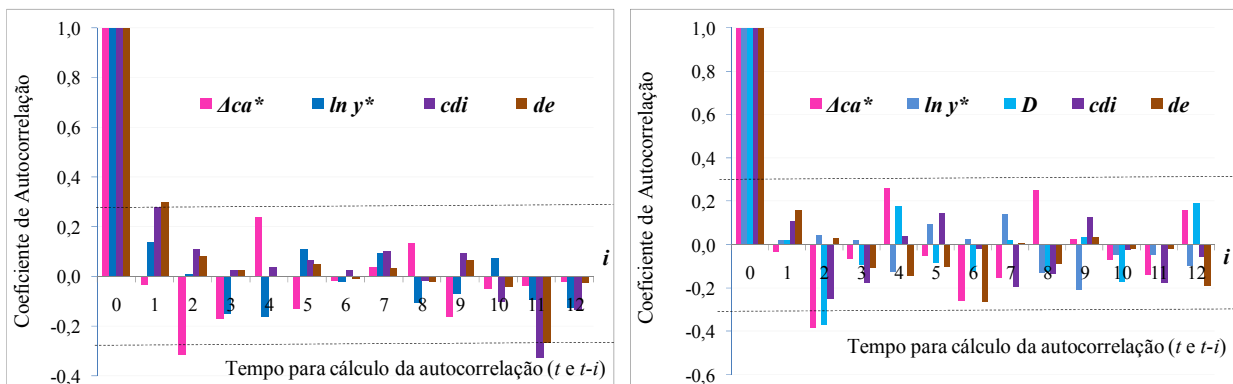 Coeficiente de Autocorrelação
1,0
0,8
0,6
0,4
0,2
0,0
-0,2
-0,4
Δca* ln y* cdi de
0 1 2 3 4 5 6 7 8 9 10 11 12
i
Tempo para cálculo da autocorrelação (t e t-i)
Coeficiente de Autocorrelação
1,0
0,8
0,6
0,4
0,2
0,0
-0,2
-0,4
-0,6
Δca* ln y* D cdi de
i
0 1 2 3 4 5 6 7 8 9 10 11 12
Tempo para cálculo da autocorrelação (t e t-i)